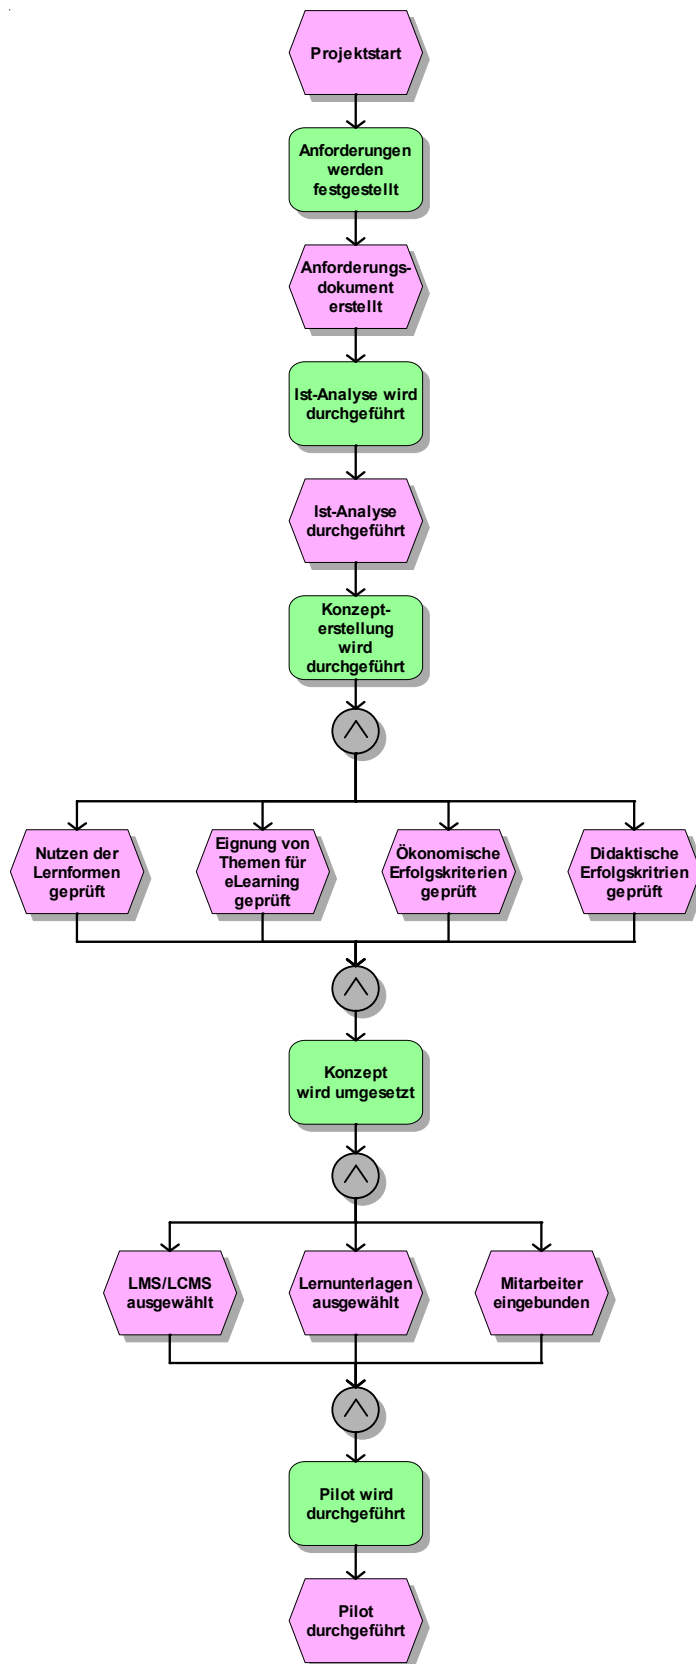 Projektstart
Anforderungen
werden
festgestellt
Anforderungs-
dokument
erstellt
Ist-Analyse wird
durchgeführt
Ist-Analyse
durchgeführt
Konzept-
erstellung
wird
durchgeführt
Nutzen der
Lernformen
geprüft
Eignung von
Themen für
eLearning
geprüft
Ökonomische
Erfolgskriterien
geprüft
Didaktische
Erfolgskritrien
geprüft
Konzept
wird umgesetzt
LMS/LCMS
ausgewählt
Lernunterlagen
ausgewählt
Mitarbeiter
eingebunden
Pilot wird
durchgeführt
Pilot
durchgeführt